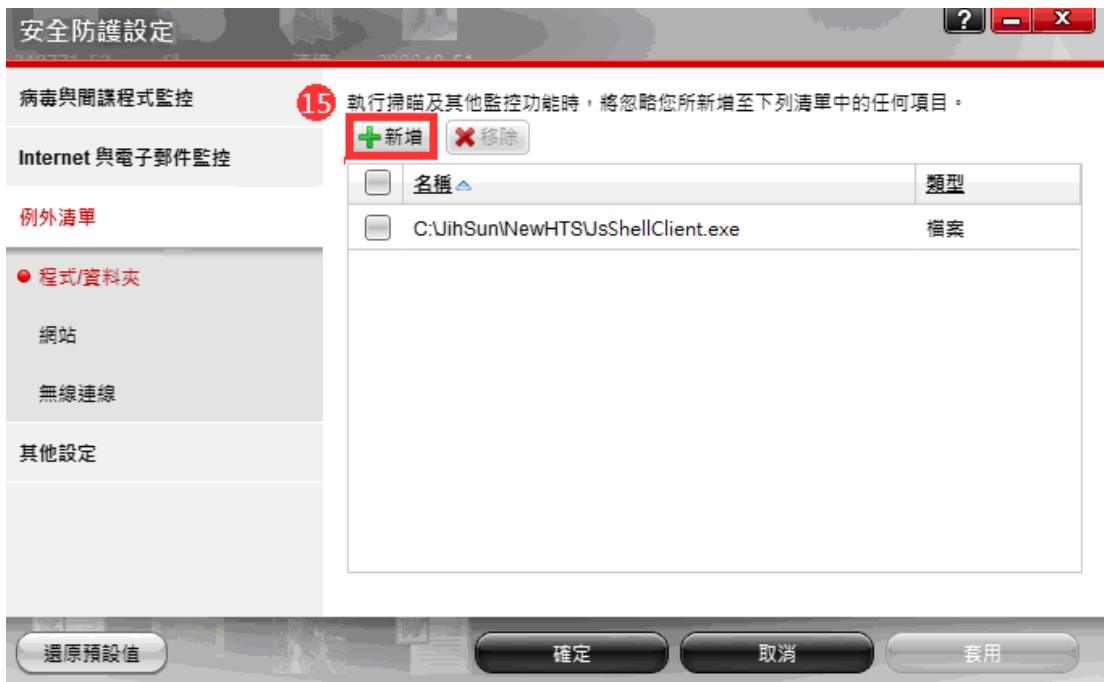 安全防護設定
?
病毒與間諜程式監控
Internet 與電子郵件監控
例外清單
程式/資料夾
網站
無線連線
其他設定
15 執行掃瞄及其他監控功能時，將忽略您所新增至下列清單中的任何項目。
新增 移除
名稱 類型
C:\JihSun\NewHTS\JsShellClient.exe 檔案
還原預設值 確定 取消 套用